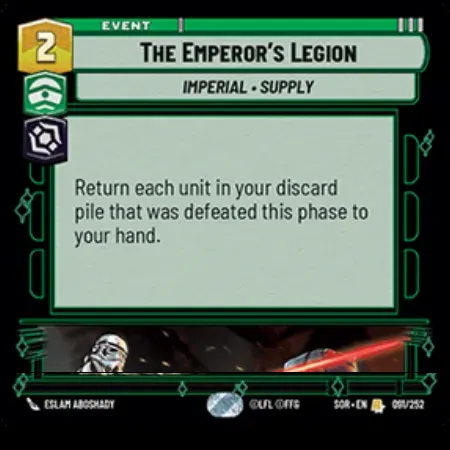 EVENT
2
THE EMPEROR'S LEGION
IMPERIAL • SUPPLY
Return each unit in your discard
pile that was defeated this phase to
your hand.
ESLAM ABOSHADY
©LFL ©FFG
SOR • EN
091/252